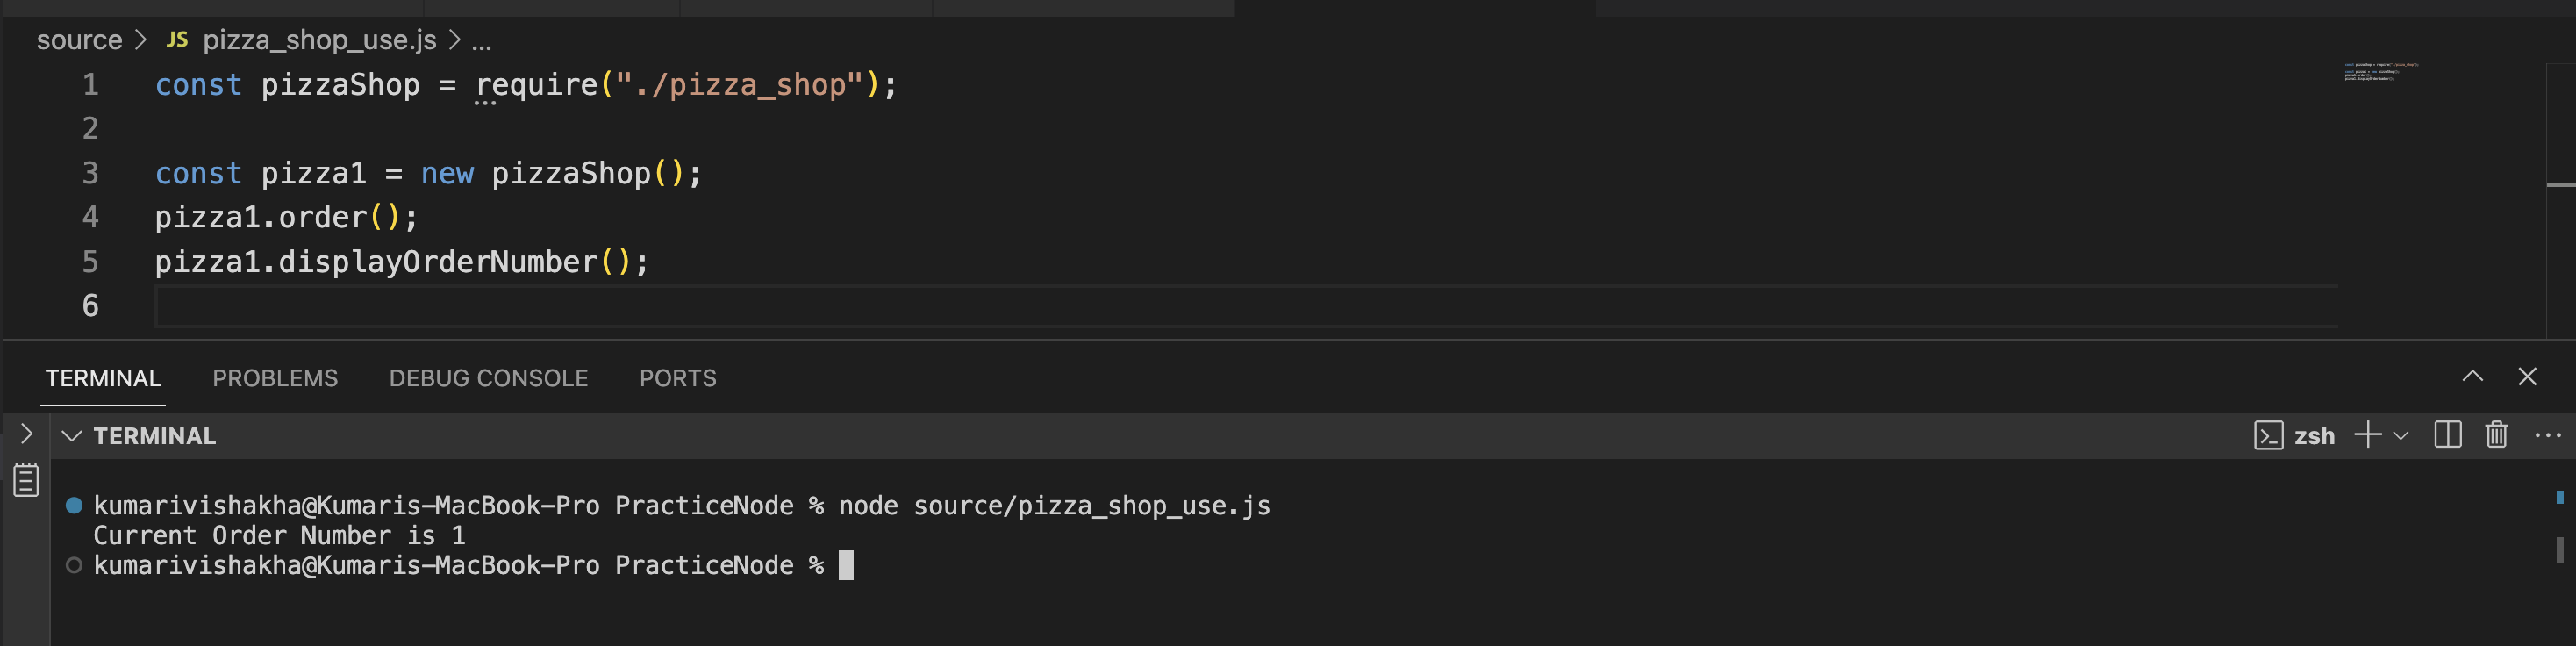 source > JS pizza_shop_use.js > ...
1 const pizzaShop = require("./pizza_shop");
2
3 const pizza1 = new pizzaShop();
4 pizza1.order();
5 pizza1.displayOrderNumber();
6
TERMINAL PROBLEMS DEBUG CONSOLE PORTS
TERMINAL zsh
kumarivishakha@Kumaris-MacBook-Pro PracticeNode % node source/pizza_shop_use.js
Current Order Number is 1
kumarivishakha@Kumaris-MacBook-Pro PracticeNode %